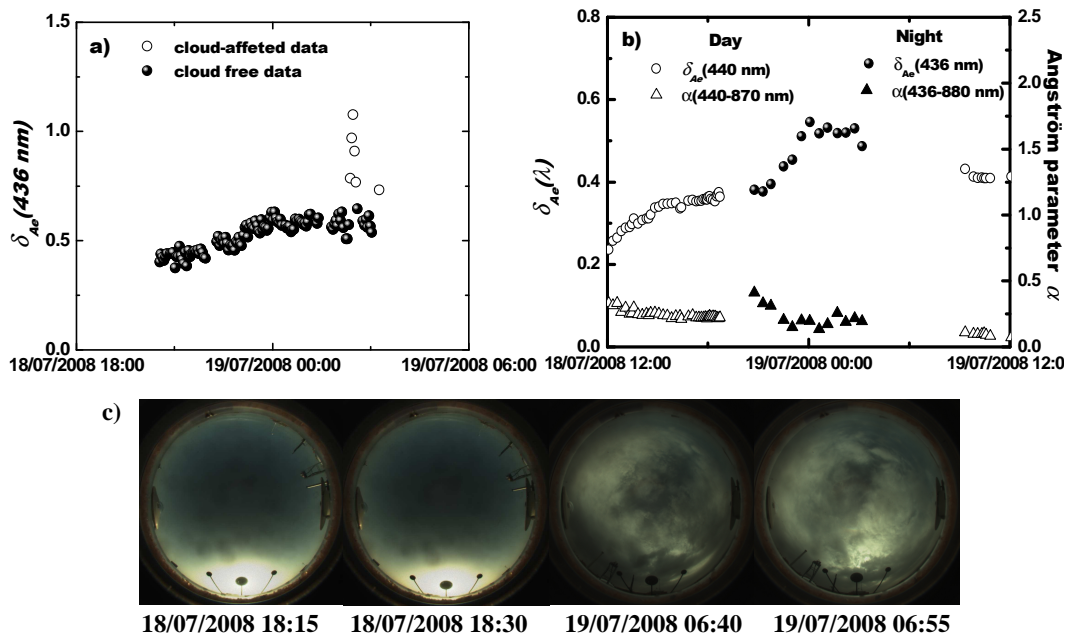 a)
cloud-affeted data
cloud free data
1.5
1.0
0.5
0.0
δAe(436 nm)
18/07/2008 18:00
19/07/2008 00:00
19/07/2008 06:00
b)
Day
Night
δAe(440 nm)
α(440-870 nm)
δAe(436 nm)
α(436-880 nm)
0.8
0.6
0.4
0.2
0.0
δAe(λ)
2.5
2.0
1.5
1.0
0.5
0.0
Angström parameter α
18/07/2008 12:00
19/07/2008 00:00
19/07/2008 12:00
c)
18/07/2008 18:15
18/07/2008 18:30
19/07/2008 06:40
19/07/2008 06:55